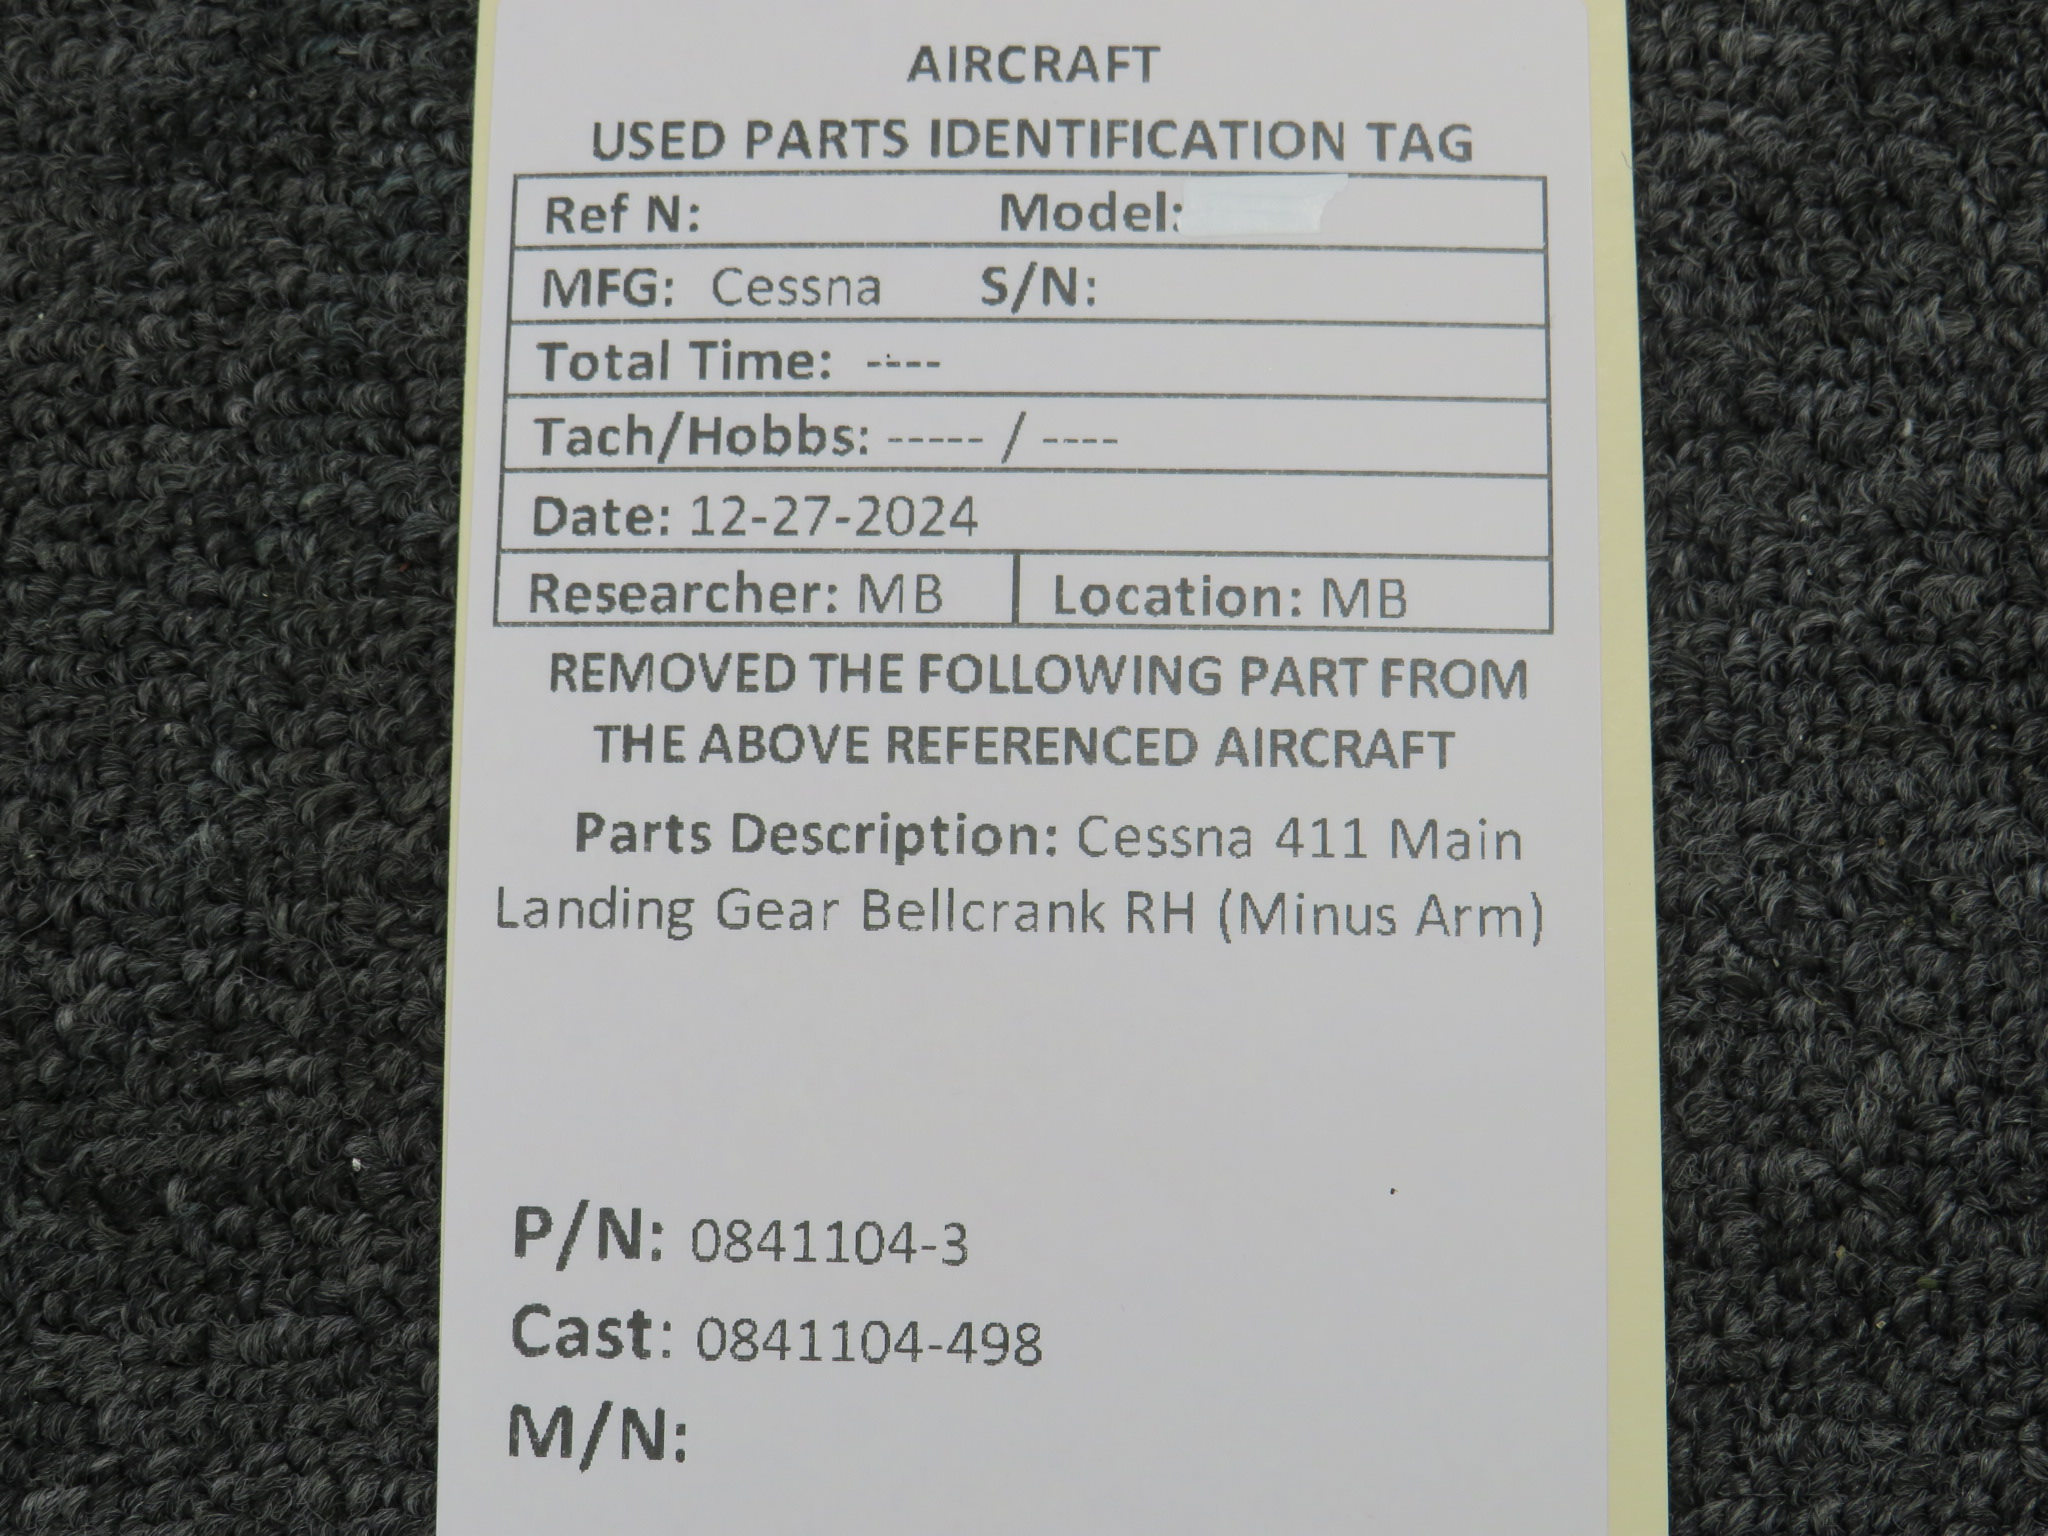 AIRCRAFT
USED PARTS IDENTIFICATION TAG
Ref N: Model:
MFG: Cessna S/N:
Total Time: ----
Tach/Hobbs: ----- / ----
Date: 12-27-2024
Researcher: MB Location: MB
REMOVED THE FOLLOWING PART FROM
THE ABOVE REFERENCED AIRCRAFT
Parts Description: Cessna 411 Main
Landing Gear Bellcrank RH (Minus Arm)
P/N: 0841104-3
Cast: 0841104-498
M/N: